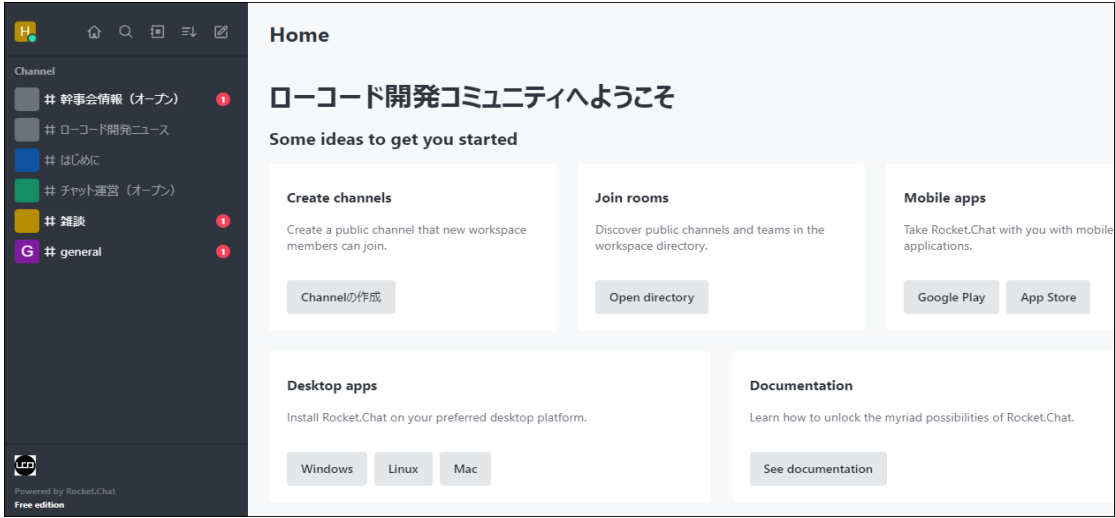 H
Channel
# 幹事会情報（オープン） 1
# ローコード開発ニュース
# はじめに
# チャット運営（オープン）
# 雑談 1
G # general 1
LCD
Powered by Rocket.Chat
Free edition
Home
ローコード開発コミュニティへようこそ
Some ideas to get you started
Create channels
Create a public channel that new workspace
members can join.
Channelの作成
Join rooms
Discover public channels and teams in the
workspace directory.
Open directory
Mobile apps
Take Rocket.Chat with you with mobile
applications.
Google Play App Store
Desktop apps
Install Rocket.Chat on your preferred desktop platform.
Windows Linux Mac
Documentation
Learn how to unlock the myriad possibilities of Rocket.Chat.
See documentation